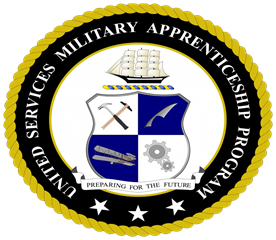 UNITED SERVICES MILITARY APPRENTICESHIP PROGRAM
PREPARING FOR THE FUTURE